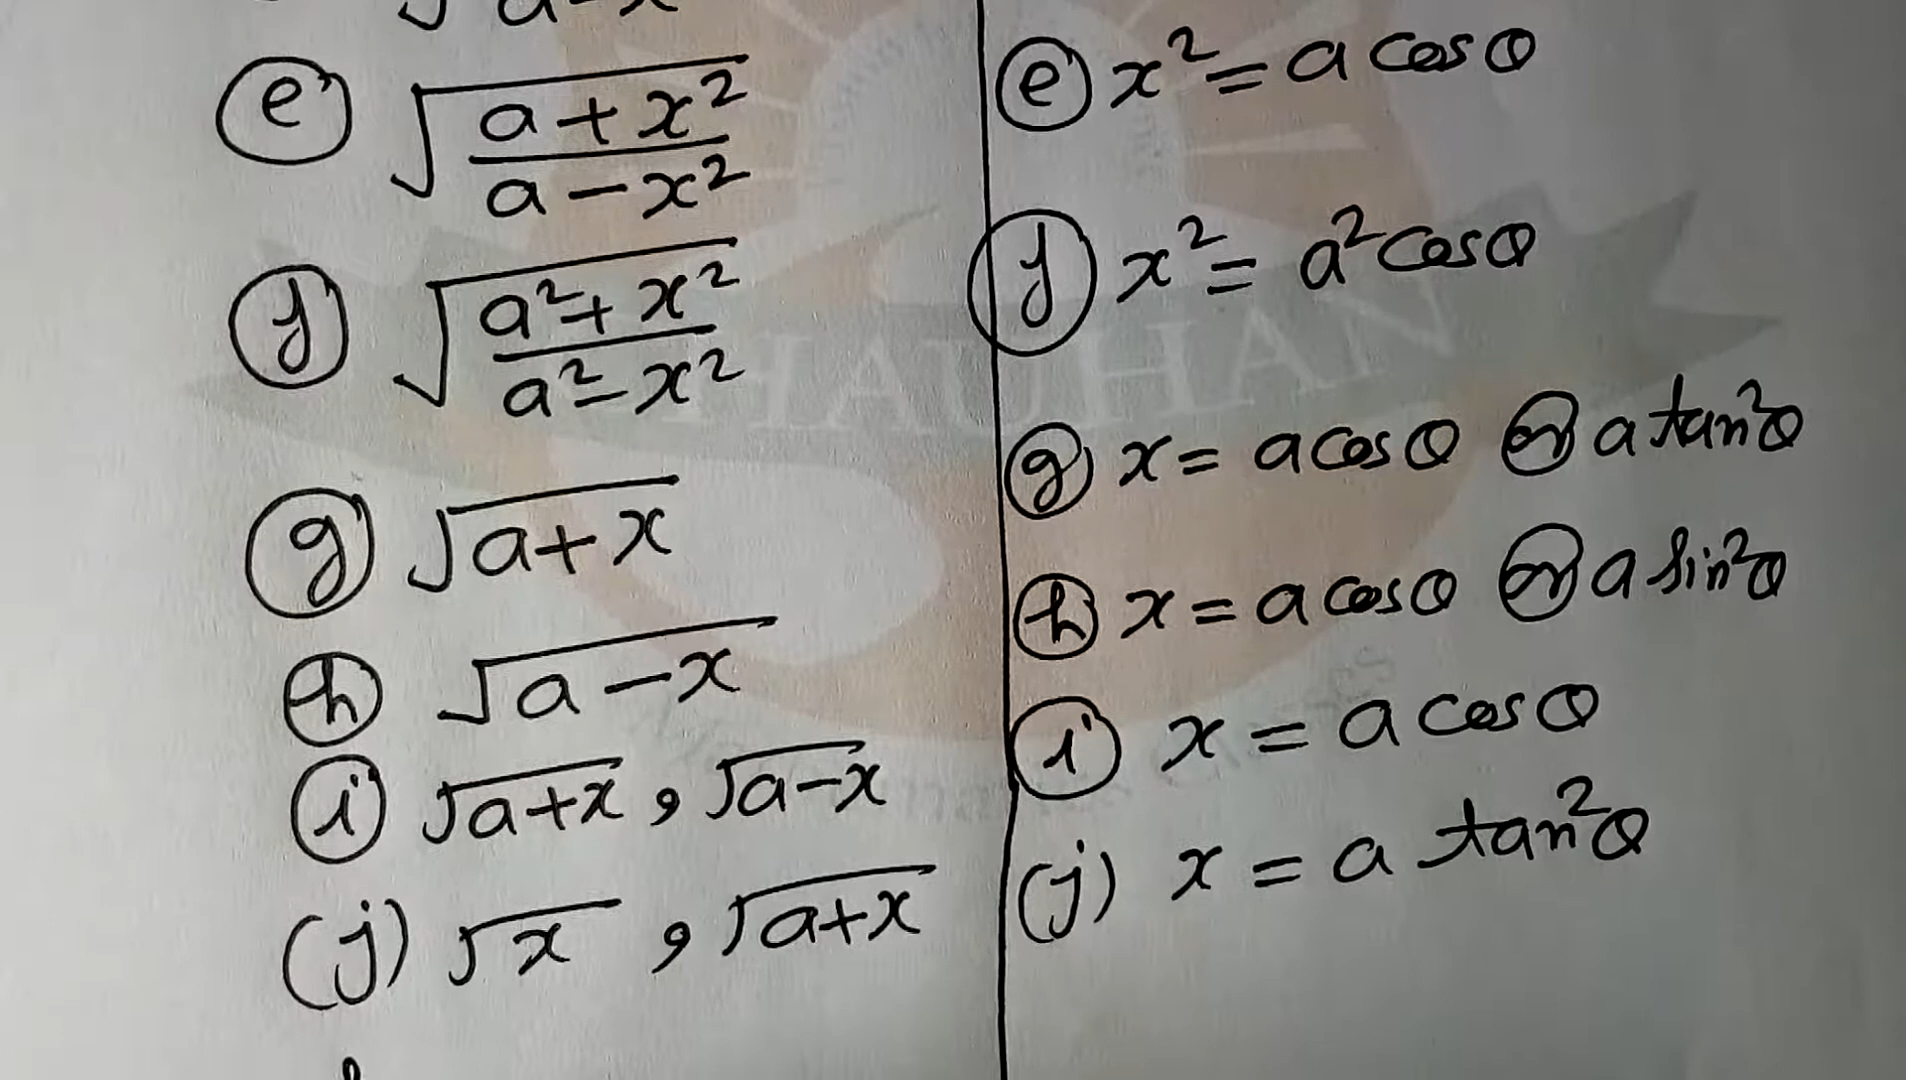 √a-x
ⓔ √((a+x²)/(a-x²))
ⓕ √((a²+x²)/(a²-x²))
ⓖ √(a+x)
ⓗ √(a-x)
ⓘ √(a+x), √(a-x)
(j) √x, √(a+x)
ⓔ x² = a cosθ
ⓕ x² = a² cosθ
ⓖ x = a cosθ or a tan²θ
ⓗ x = a cosθ or a sin²θ
ⓘ x = a cosθ
(j) x = a tan²θ
HAUHAN